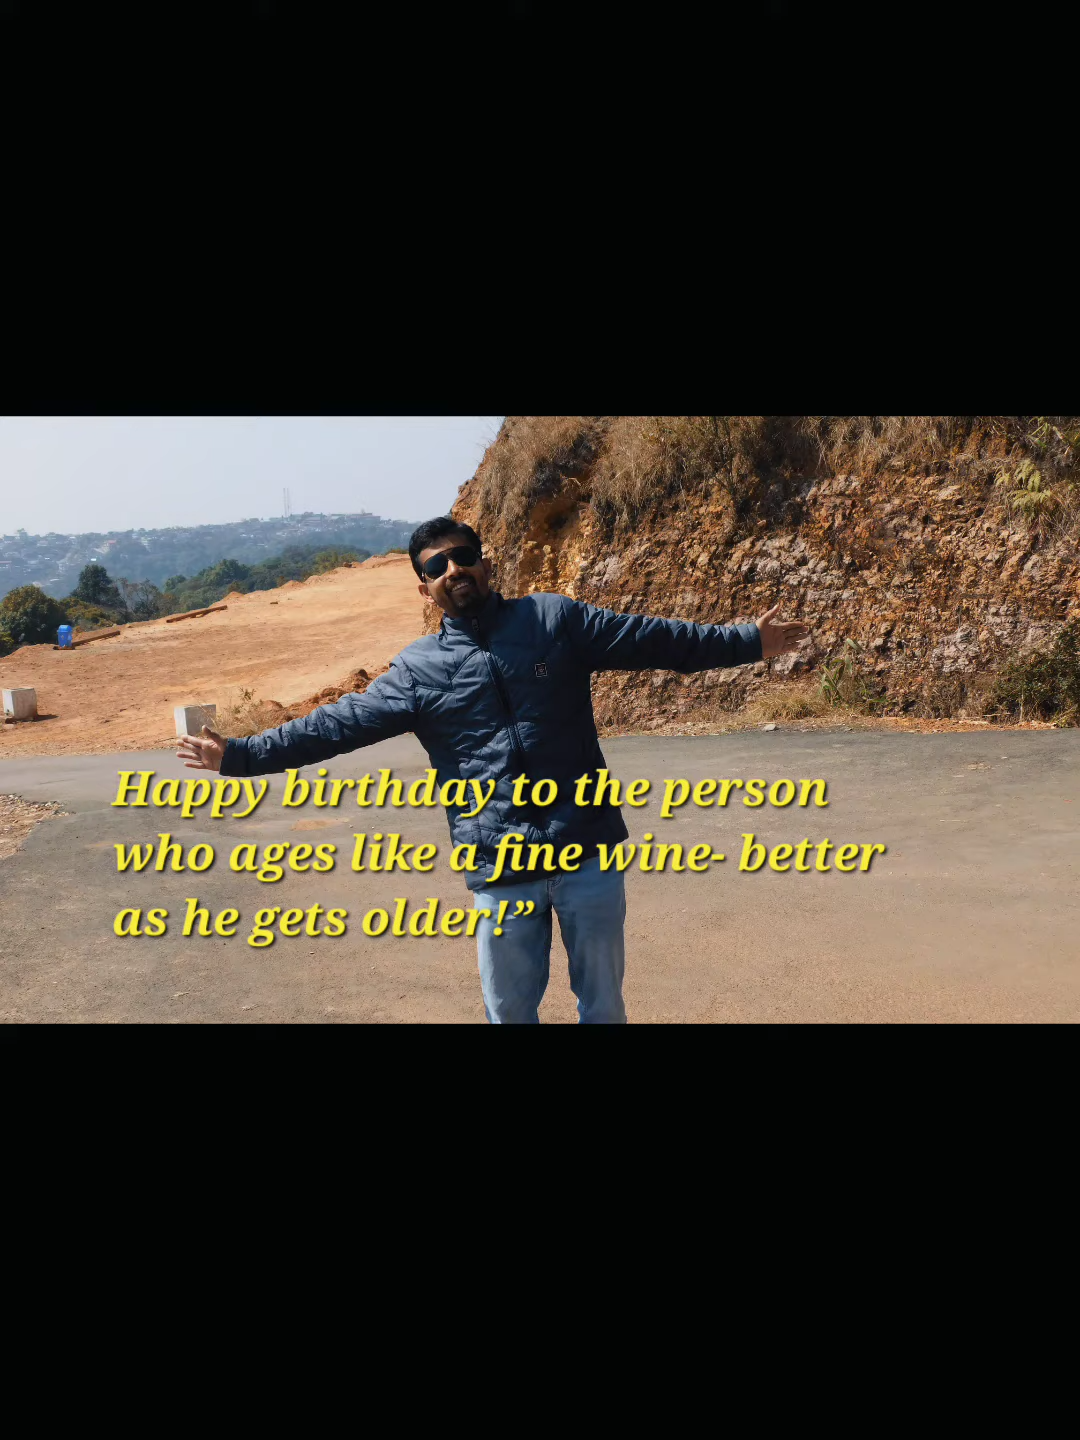 Happy birthday to the person
who ages like a fine wine- better
as he gets older!”